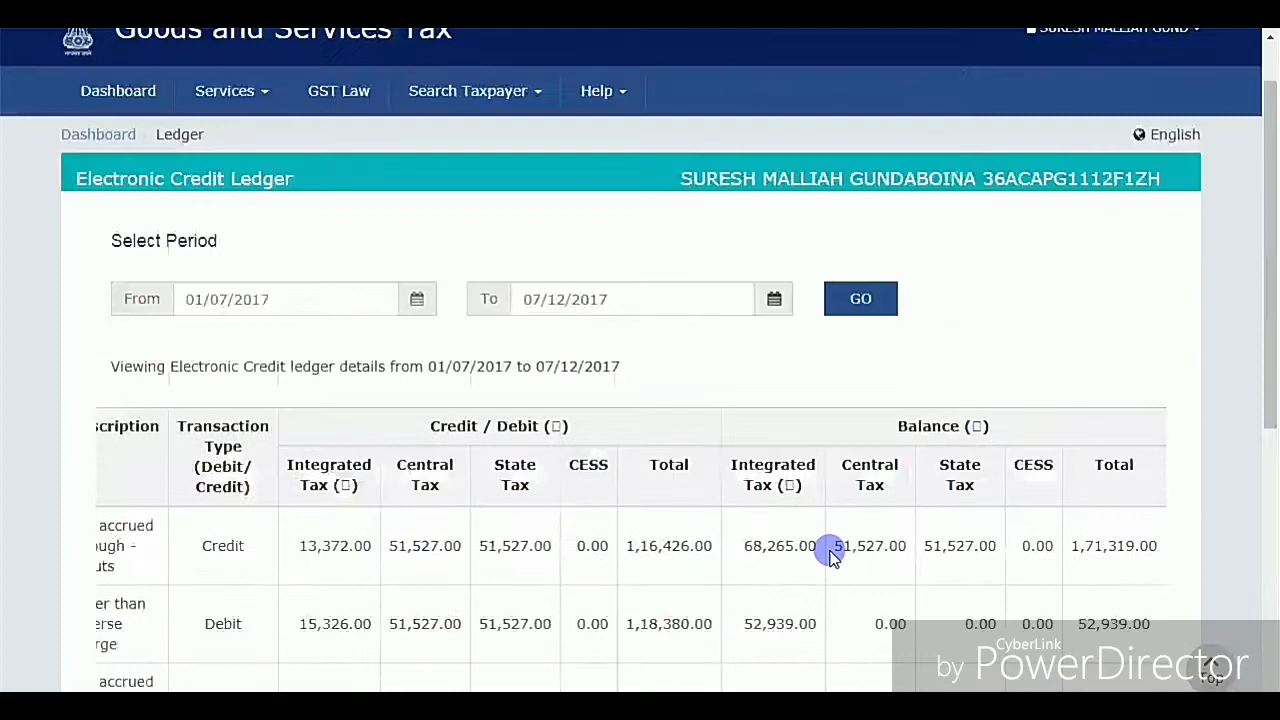 Goods and Services Tax
SURESH MALLIAH GUND
Dashboard Services GST Law Search Taxpayer Help
Dashboard Ledger English
Electronic Credit Ledger SURESH MALLIAH GUNDABOINA 36ACAPG1112F1ZH
Select Period
From 01/07/2017 To 07/12/2017 GO
Viewing Electronic Credit ledger details from 01/07/2017 to 07/12/2017
scription Transaction Type (Debit/ Credit) Credit / Debit () Balance ()
Integrated Tax () Central Tax State Tax CESS Total Integrated Tax () Central Tax State Tax CESS Total
accrued
ough - Credit 13,372.00 51,527.00 51,527.00 0.00 1,16,426.00 68,265.00 51,527.00 51,527.00 0.00 1,71,319.00
uts
er than
erse Debit 15,326.00 51,527.00 51,527.00 0.00 1,18,380.00 52,939.00 0.00 0.00 0.00 52,939.00
rge
accrued
CyberLink
by PowerDirector
Top